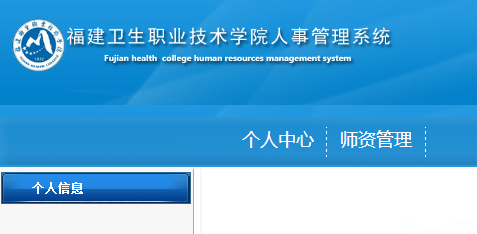 福建卫生职业技术学院人事管理系统
Fujian health college human resources management system
个人中心
师资管理
个人信息